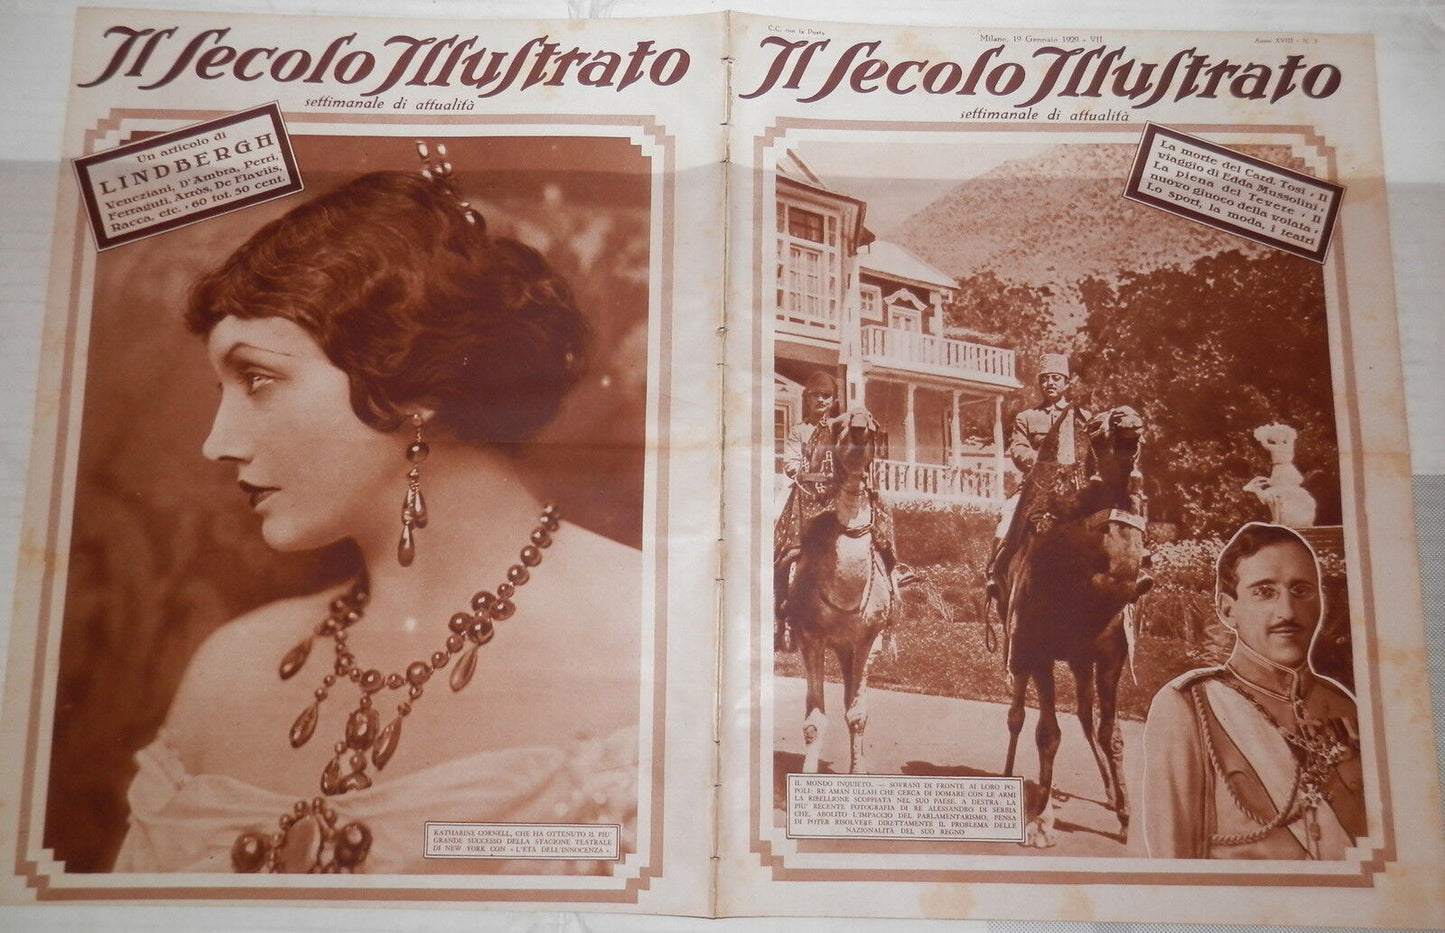 Il Secolo Illustrato
settimanale di attualità
Un articolo di
LINDBERGH
Veneziani, D'Ambra, Perri,
Ferraguti, Arròs, De Flaviis,
Racca, etc. · 60 fot. 50 cent.
KATHARINE CORNELL, CHE HA OTTENUTO IL PIU'
GRANDE SUCCESSO DELLA STAGIONE TEATRALE
DI NEW YORK CON « L'ETÀ DELL'INNOCENZA ».
C.C. con la Posta
Milano, 19 Gennaio 1929 - VII
Anno XVIII - N. 3
Il Secolo Illustrato
settimanale di attualità
La morte del Card. Tosi · Il
viaggio di Edda Mussolini ·
La piena del Tevere · Il
nuovo giuoco della volata ·
Lo sport, la moda, i teatri
IL MONDO INQUIETO. — SOVRANI DI FRONTE AI LORO PO-
POLI: RE AMAN ULLAH CHE CERCA DI DOMARE CON LE ARMI
LA RIBELLIONE SCOPPIATA NEL SUO PAESE. A DESTRA: LA
PIU' RECENTE FOTOGRAFIA DI RE ALESSANDRO DI SERBIA
CHE, ABOLITO L'IMPACCIO DEL PARLAMENTARISMO, PENSA
DI POTER RISOLVERE DIRETTAMENTE IL PROBLEMA DELLE
NAZIONALITÀ DEL SUO REGNO